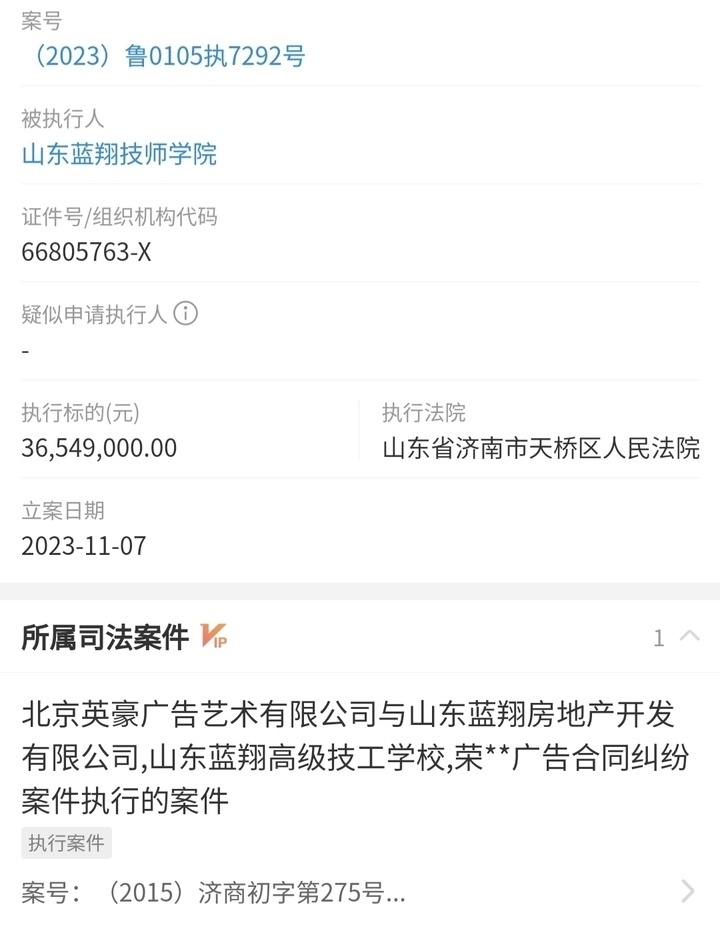 案号
（2023）鲁0105执7292号
被执行人
山东蓝翔技师学院
证件号/组织机构代码
66805763-X
疑似申请执行人
-
执行标的(元)
36,549,000.00
执行法院
山东省济南市天桥区人民法院
立案日期
2023-11-07
所属司法案件 VIP 1
北京英豪广告艺术有限公司与山东蓝翔房地产开发
有限公司,山东蓝翔高级技工学校,荣**广告合同纠纷
案件执行的案件
执行案件
案号：（2015）济商初字第275号...